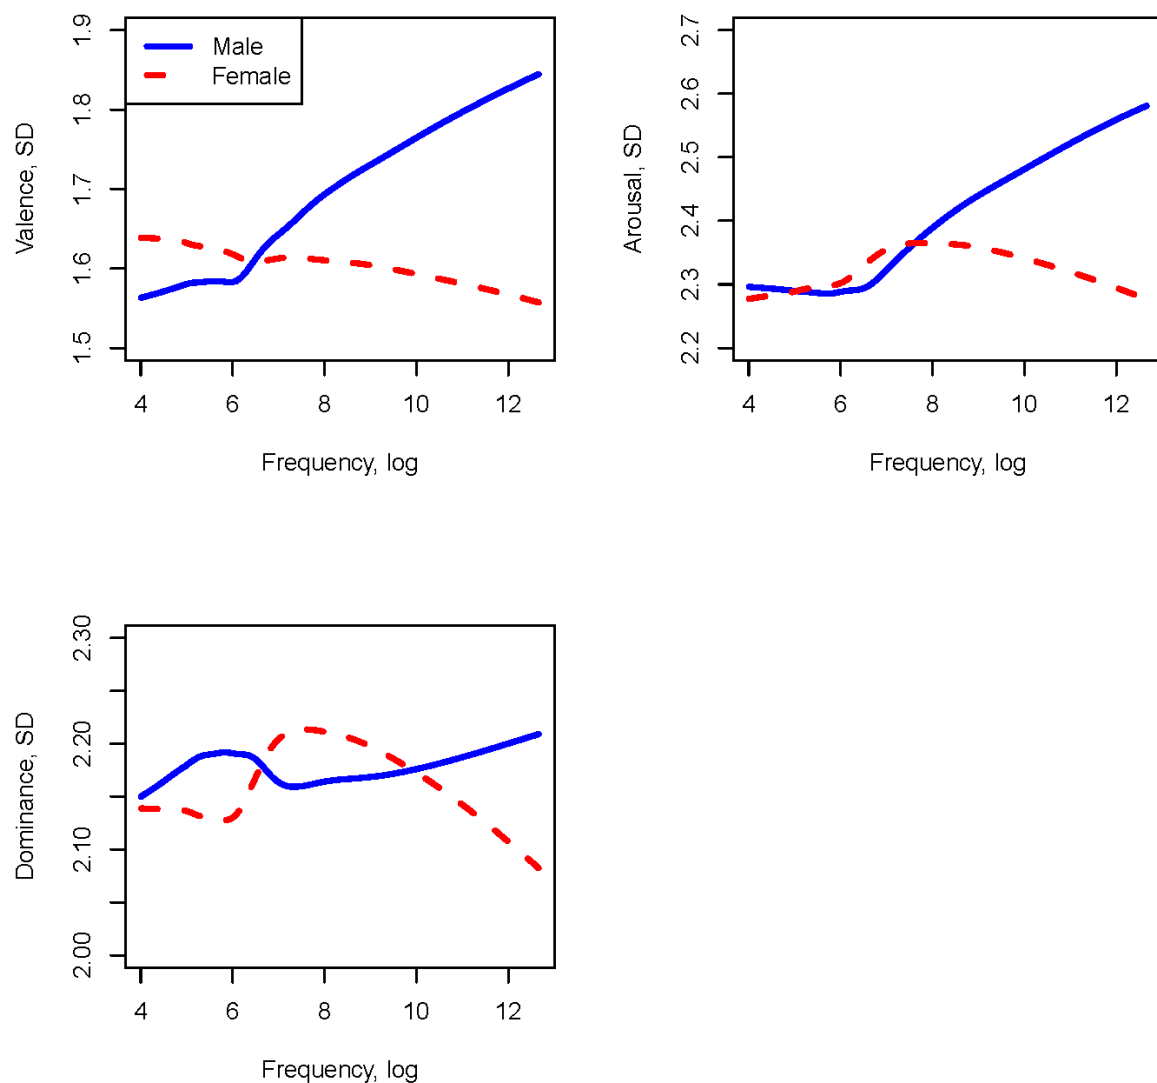 Valence, SD
1.9
1.8
1.7
1.6
1.5
Male
Female
4 6 8 10 12
Frequency, log
Arousal, SD
2.7
2.6
2.5
2.4
2.3
2.2
4 6 8 10 12
Frequency, log
Dominance, SD
2.30
2.20
2.10
2.00
4 6 8 10 12
Frequency, log